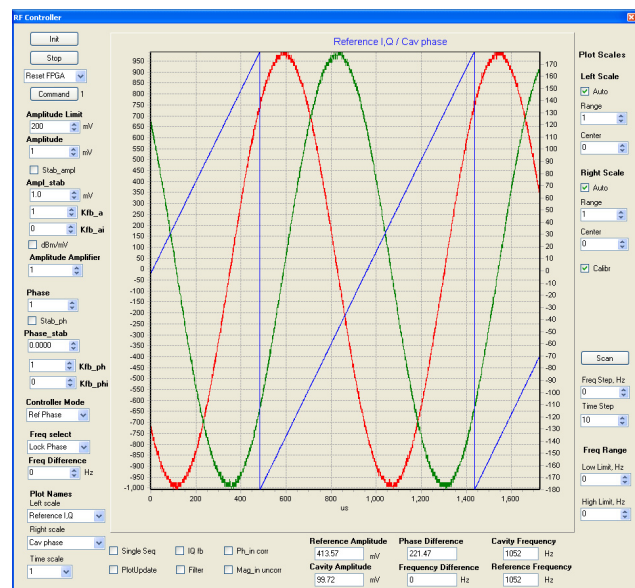 RF Controller
Init
Stop
Reset FPGA
Command 1
Amplitude Limit
200 mV
Amplitude
1 mV
Stab_ampl
Ampl_stab
1.0 mV
1 Kfb_a
0 Kfb_ai
dBm/mV
Amplitude Amplifier
1
Phase
1
Stab_ph
Phase_stab
0.0000
1 Kfb_ph
0 Kfb_phi
Controller Mode
Ref Phase
Freq select
Lock Phase
Freq Difference
0 Hz
Plot Names
Left scale
Reference I,Q
Right scale
Cav phase
Time scale
1
Reference I,Q / Cav phase
950
900
850
800
750
700
650
600
550
500
450
400
350
300
250
200
150
100
50
0
-50
-100
-150
-200
-250
-300
-350
-400
-450
-500
-550
-600
-650
-700
-750
-800
-850
-900
-950
-1,000
170
160
150
140
130
120
110
100
90
80
70
60
50
40
30
20
10
0
-10
-20
-30
-40
-50
-60
-70
-80
-90
-100
-110
-120
-130
-140
-150
-160
-170
-180
0 200 400 600 800 1,000 1,200 1,400 1,600
us
Single Seq
IQ fb
Ph_in corr
PlotUpdate
Filter
Mag_in uncorr
Reference Amplitude
413.57 mV
Cavity Amplitude
99.72 mV
Phase Difference
221.47
Frequency Difference
0 Hz
Cavity Frequency
1052 Hz
Reference Frequency
1052 Hz
Plot Scales
Left Scale
Auto
Range
1
Center
0
Right Scale
Auto
Range
1
Center
0
Calibr
Scan
Freq Step, Hz
0
Time Step
10
Freq Range
Low Limit, Hz
0
High Limit, Hz
0